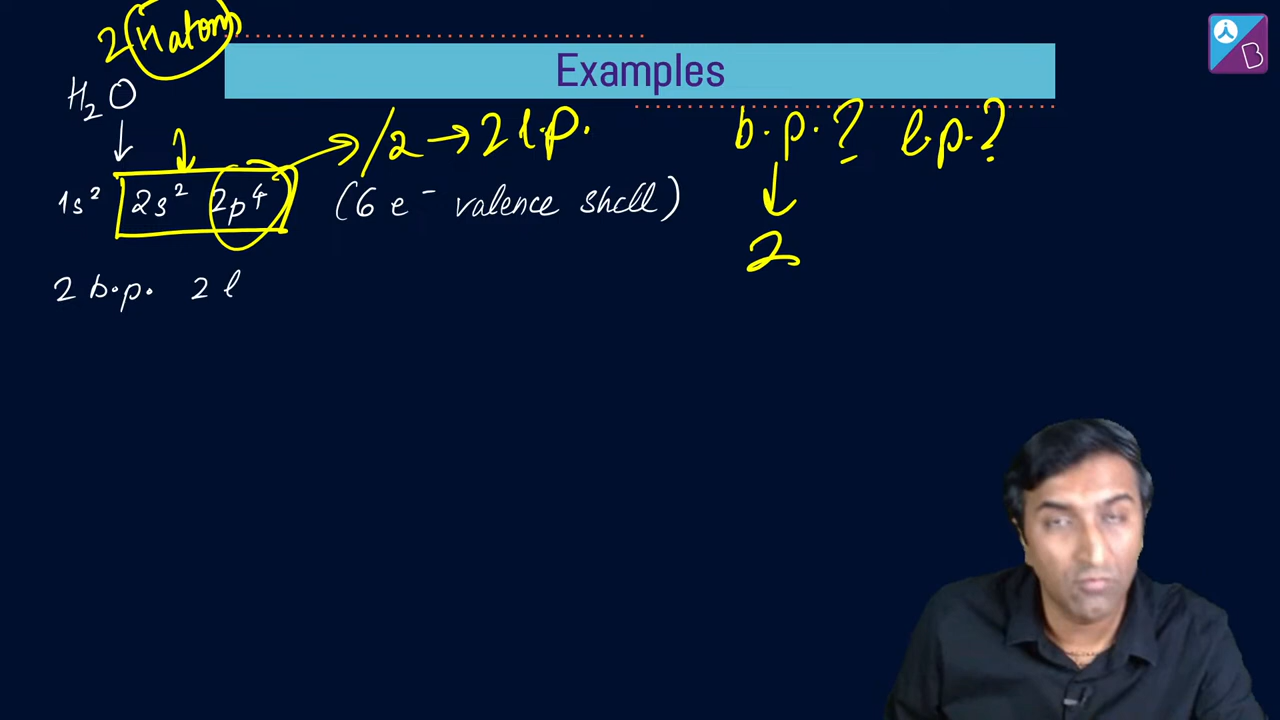 2 H atom
Examples
H₂O
/2 → 2 l.p.
b.p.? l.p.?
1s² 2s² 2p⁴ (6 e⁻ valence shell)
2
2 b.p. 2 l
B